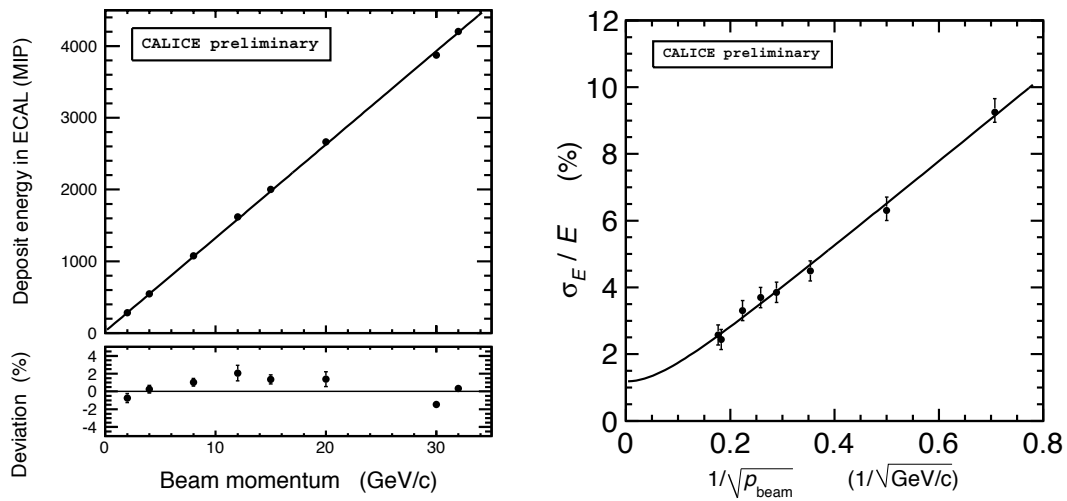 CALICE preliminary
Deposit energy in ECAL (MIP)
4000
3000
2000
1000
0
Deviation (%)
4
2
0
-2
-4
0 10 20 30
Beam momentum (GeV/c)
CALICE preliminary
σ_E / E (%)
12
10
8
6
4
2
0
0 0.2 0.4 0.6 0.8
1/√p_beam (1/√GeV/c)